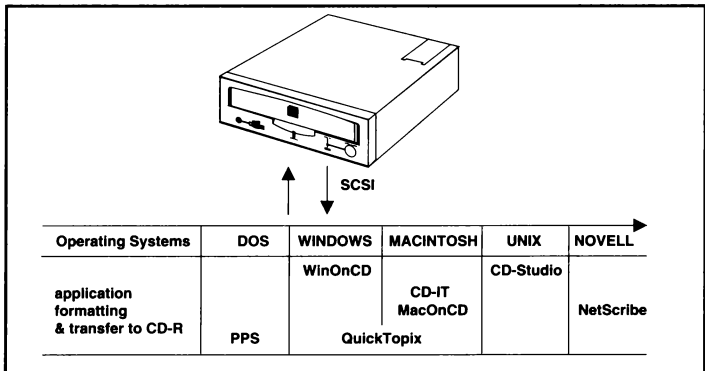 SCSI
Operating Systems DOS WINDOWS MACINTOSH UNIX NOVELL
WinOnCD CD-Studio
application
formatting
& transfer to CD-R
CD-IT
MacOnCD
NetScribe
PPS QuickTopix